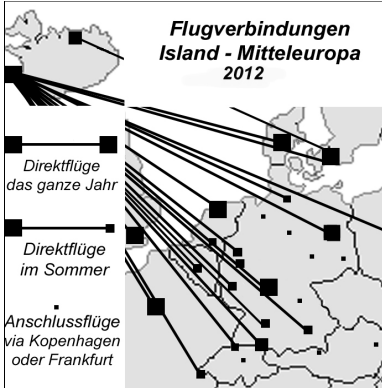 Flugverbindungen
Island - Mitteleuropa
2012
Direktflüge
das ganze Jahr
Direktflüge
im Sommer
Anschlussflüge
via Kopenhagen
oder Frankfurt